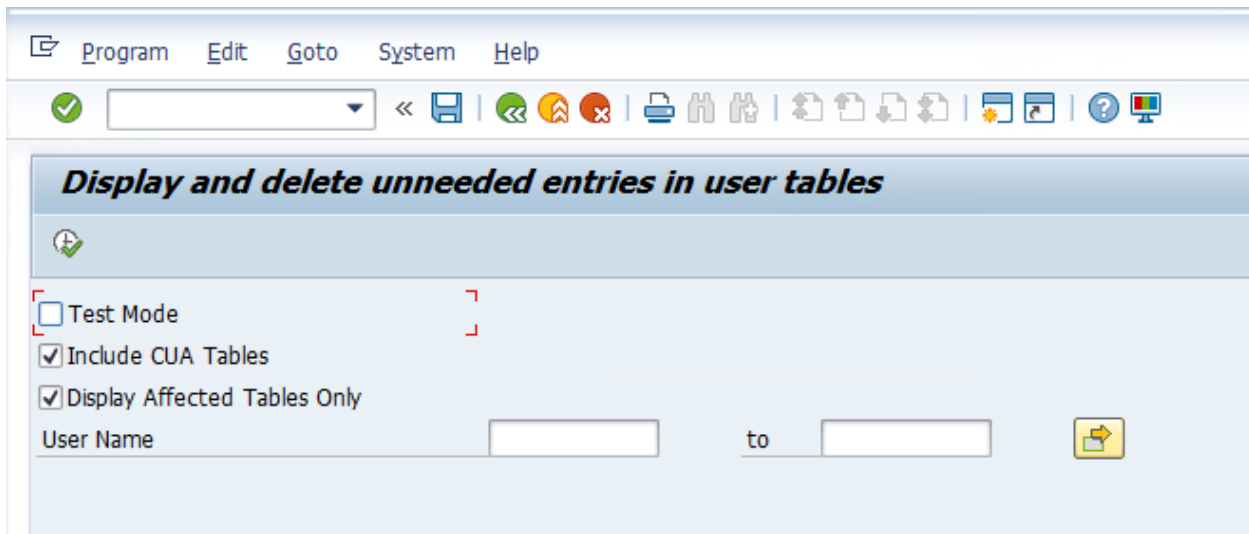 Program Edit Goto System Help
Display and delete unneeded entries in user tables
Test Mode
Include CUA Tables
Display Affected Tables Only
User Name to